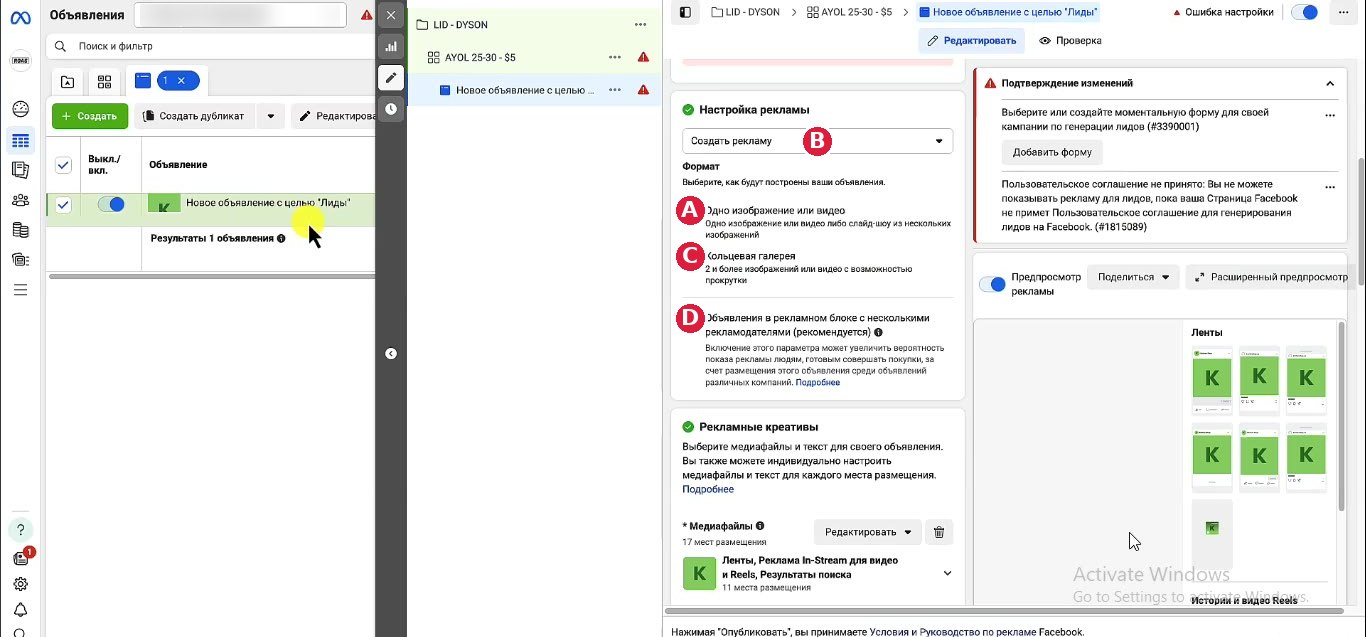 Объявления
Поиск и фильтр
1 ×
+ Создать
Создать дубликат
Редактирова
Выкл./
вкл.
Объявление
K
Новое объявление с целью "Лиды"
Результаты 1 объявления
?
1
LID - DYSON
AYOL 25-30 - $5
Новое объявление с целью ...
LID - DYSON > AYOL 25-30 - $5 > Новое объявление с целью "Лиды"
Ошибка настройки
Редактировать
Проверка
Настройка рекламы
Создать рекламу
B
Формат
Выберите, как будут построены ваши объявления.
A
Одно изображение или видео
Одно изображение или видео либо слайд-шоу из нескольких
изображений
C
Кольцевая галерея
2 и более изображений или видео с возможностью
прокрутки
D
Объявления в рекламном блоке с несколькими
рекламодателями (рекомендуется)
Включение этого параметра может увеличить вероятность
показа рекламы людям, готовым совершать покупки, за
счет размещения этого объявления среди объявлений
различных компаний. Подробнее
Рекламные креативы
Выберите медиафайлы и текст для своего объявления.
Вы также можете индивидуально настроить
медиафайлы и текст для каждого места размещения.
Подробнее
* Медиафайлы
17 мест размещения
Редактировать
K
Ленты, Реклама In-Stream для видео
и Reels, Результаты поиска
11 места размещения
Подтверждение изменений
Выберите или создайте моментальную форму для своей
кампании по генерации лидов (#3390001)
Добавить форму
Пользовательское соглашение не принято: Вы не можете
показывать рекламу для лидов, пока ваша Страница Facebook
не примет Пользовательское соглашение для генерирования
лидов на Facebook. (#1815089)
Предпросмотр
рекламы
Поделиться
Расширенный предпросмотр
Ленты
K K K
K K K
K
Истории и видео Reels
Activate Windows
Go to Settings to activate Windows.
Нажимая "Опубликовать", вы принимаете Условия и Руководство по рекламе Facebook.